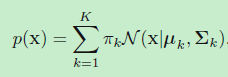 p(x) = ∑_{k=1}^{K} π_k 𝒩(x|μ_k, Σ_k).